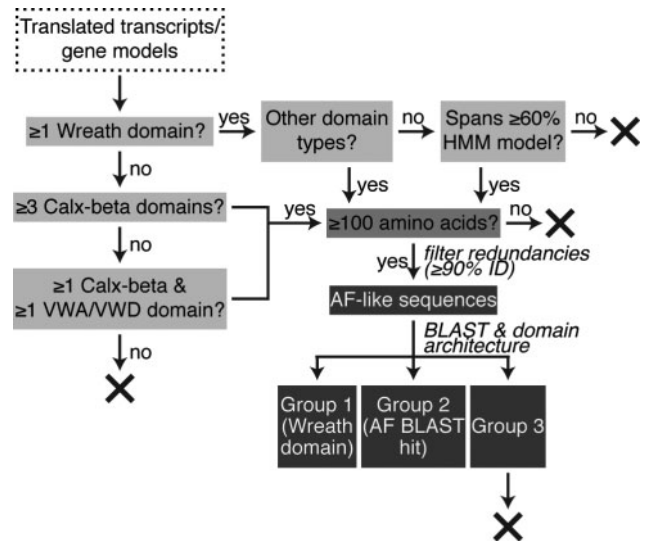 Translated transcripts/
gene models
≥1 Wreath domain?
yes
Other domain
types?
no
Spans ≥60%
HMM model?
no
no
yes
yes
≥3 Calx-beta domains?
yes
≥100 amino acids?
no
no
yes
filter redundancies
(≥90% ID)
≥1 Calx-beta &
≥1 VWA/VWD domain?
AF-like sequences
no
BLAST & domain
architecture
Group 1
(Wreath
domain)
Group 2
(AF BLAST
hit)
Group 3